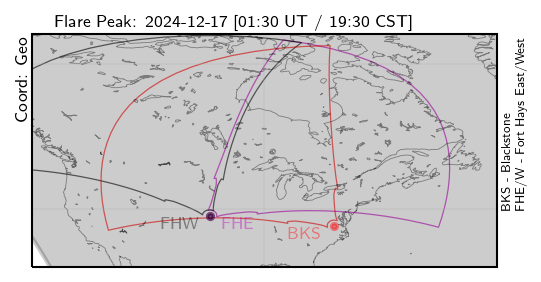 Flare Peak: 2024-12-17 [01:30 UT / 19:30 CST]
Coord: Geo
FHW
FHE
BKS
BKS - Blackstone
FHE/W - Fort Hays East/West